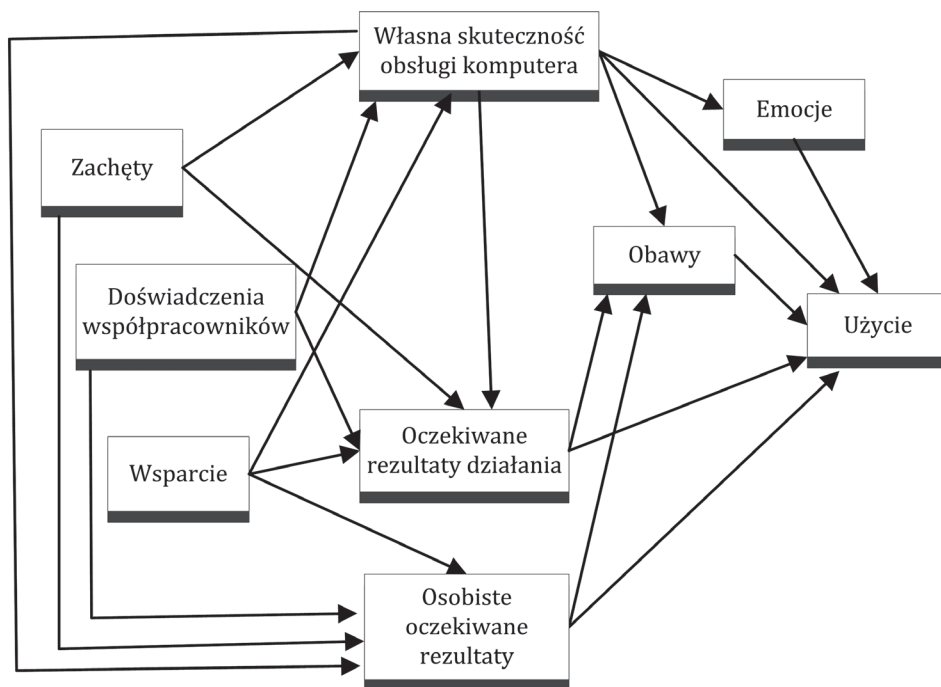 Własna skuteczność
obsługi komputera
Emocje
Zachęty
Obawy
Doświadczenia
współpracowników
Użycie
Oczekiwane
rezultaty działania
Wsparcie
Osobiste
oczekiwane
rezultaty